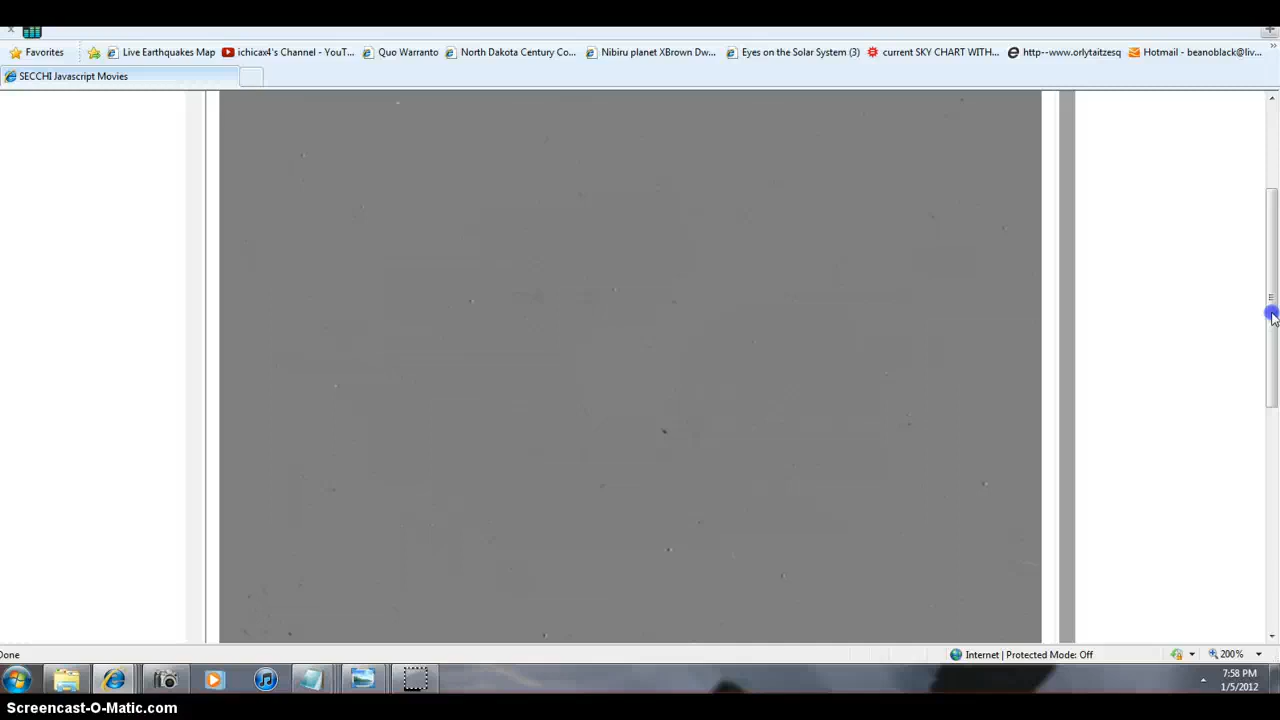 Favorites
Live Earthquakes Map
ichicax4's Channel - YouT...
Quo Warranto
North Dakota Century Co...
Nibiru planet XBrown Dw...
Eyes on the Solar System (3)
current SKY CHART WITH...
http--www.orlytaitzesq
Hotmail - beanoblack@liv...
SECCHI Javascript Movies
Done
Internet | Protected Mode: Off
200%
7:58 PM
1/5/2012
Screencast-O-Matic.com